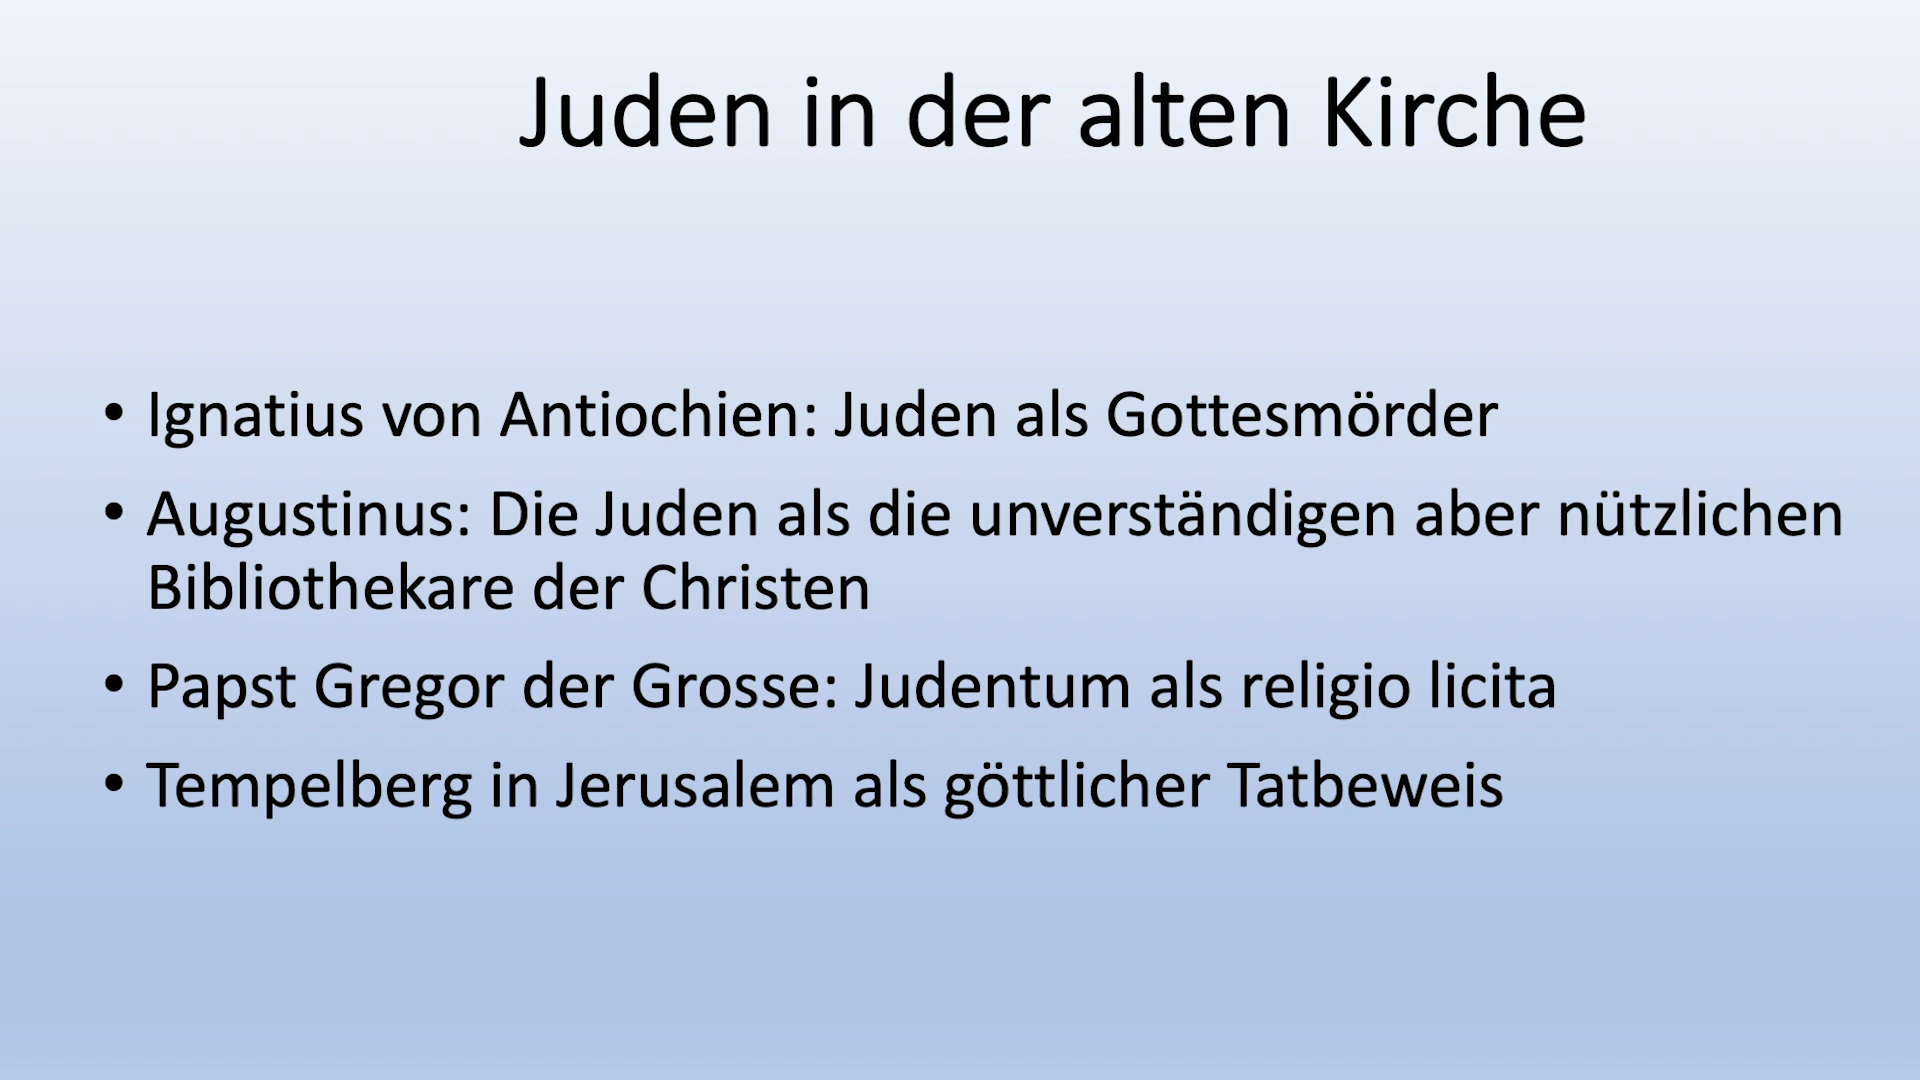 Juden in der alten Kirche
• Ignatius von Antiochien: Juden als Gottesmörder
• Augustinus: Die Juden als die unverständigen aber nützlichen
Bibliothekare der Christen
• Papst Gregor der Grosse: Judentum als religio licita
• Tempelberg in Jerusalem als göttlicher Tatbeweis